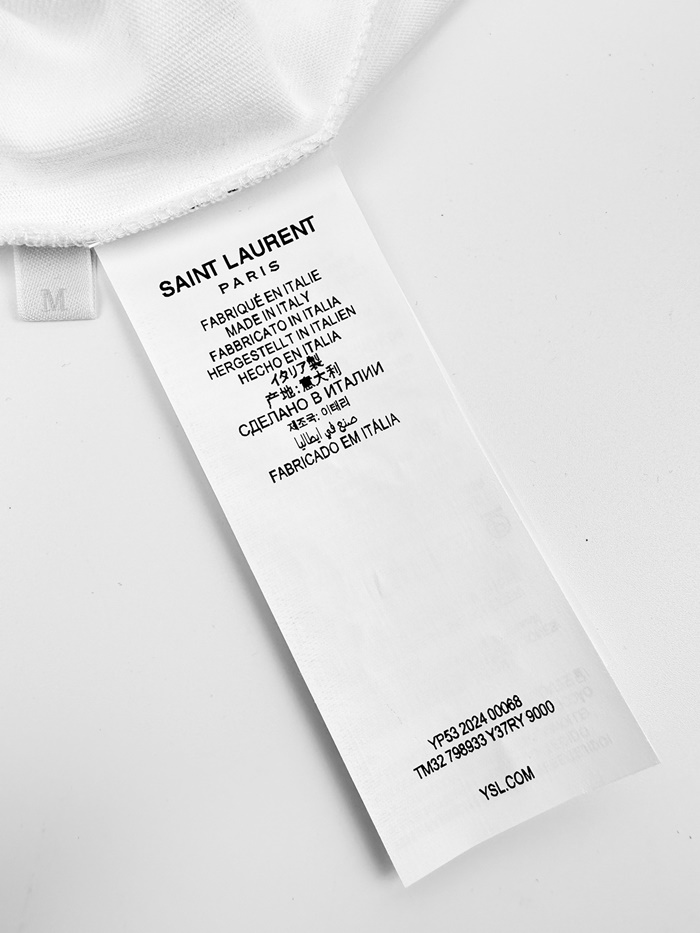 SAINT LAURENT
PARIS
FABRIQUÉ EN ITALIE
MADE IN ITALY
FABBRICATO IN ITALIA
HERGESTELLT IN ITALIEN
HECHO EN ITALIA
イタリア製
产地:意大利
СДЕЛАНО В ИТАЛИИ
제조국: 이태리
صنع في إيطاليا
FABRICADO EM ITÁLIA
M
YP53 2024 00068
TM32 798933 Y37RY 9000
YSL.COM